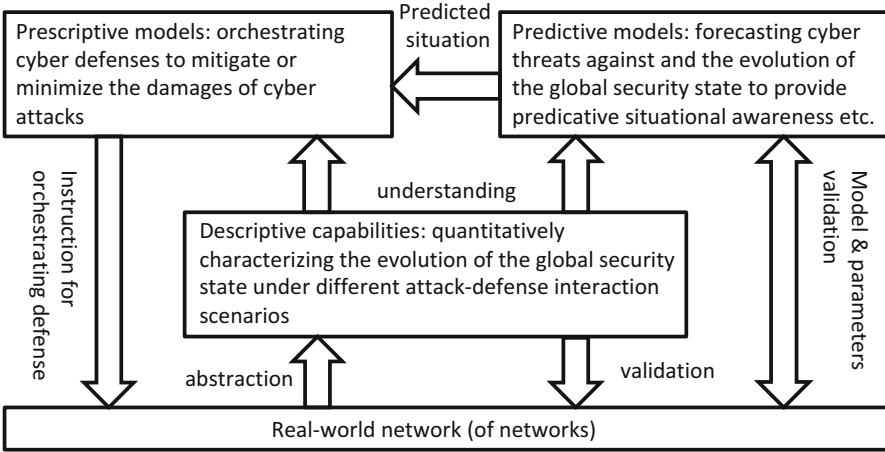 Prescriptive models: orchestrating
cyber defenses to mitigate or
minimize the damages of cyber
attacks
Predicted
situation
Predictive models: forecasting cyber
threats against and the evolution of
the global security state to provide
predicative situational awareness etc.
Instruction for
orchestrating defense
understanding
Model & parameters
validation
Descriptive capabilities: quantitatively
characterizing the evolution of the global security
state under different attack-defense interaction
scenarios
abstraction
validation
Real-world network (of networks)